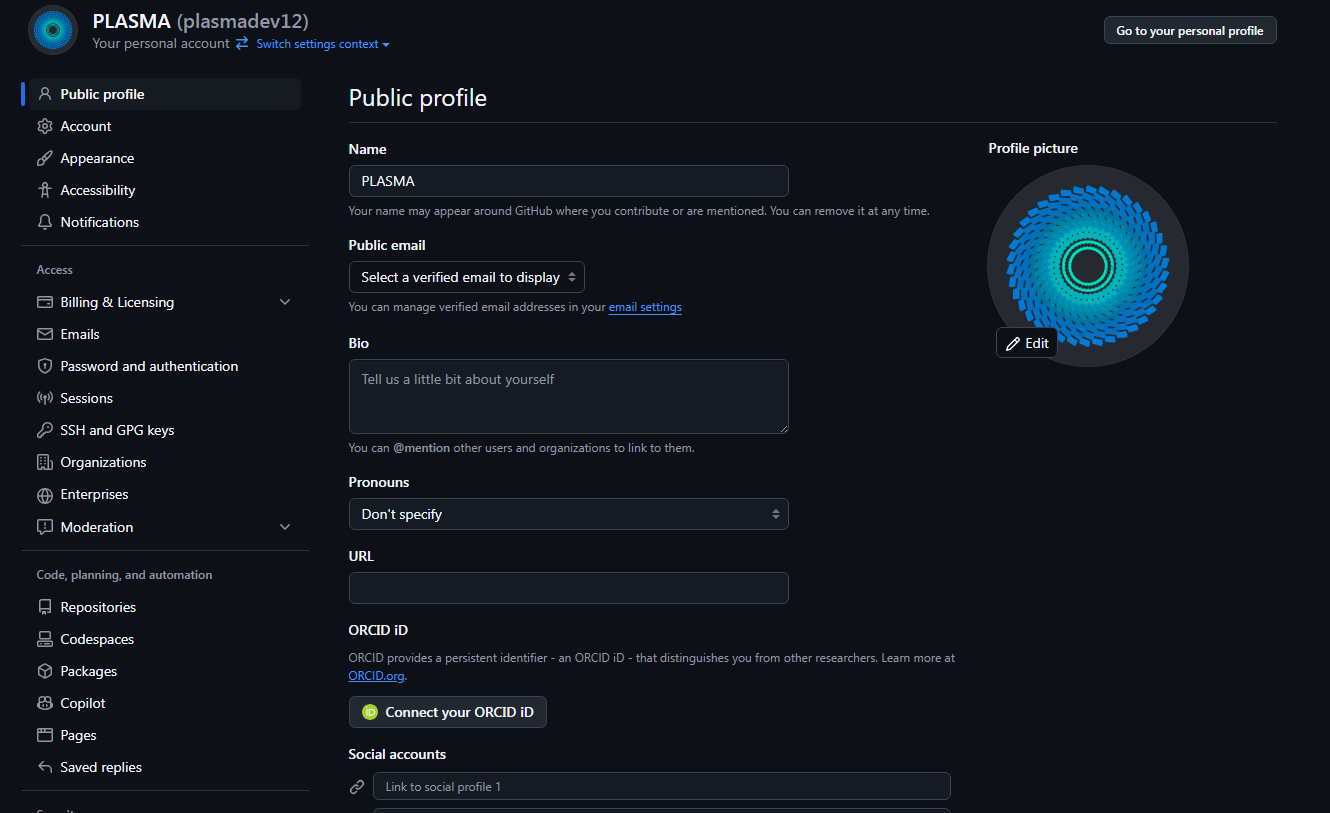 PLASMA (plasmadev12)
Your personal account Switch settings context
Go to your personal profile
Public profile
Account
Appearance
Accessibility
Notifications
Access
Billing & Licensing
Emails
Password and authentication
Sessions
SSH and GPG keys
Organizations
Enterprises
Moderation
Code, planning, and automation
Repositories
Codespaces
Packages
Copilot
Pages
Saved replies
Public profile
Name
PLASMA
Your name may appear around GitHub where you contribute or are mentioned. You can remove it at any time.
Public email
Select a verified email to display
You can manage verified email addresses in your email settings
Bio
Tell us a little bit about yourself
You can @mention other users and organizations to link to them.
Pronouns
Don't specify
URL
ORCID iD
ORCID provides a persistent identifier - an ORCID iD - that distinguishes you from other researchers. Learn more at
ORCID.org.
iD Connect your ORCID iD
Social accounts
Link to social profile 1
Profile picture
Edit